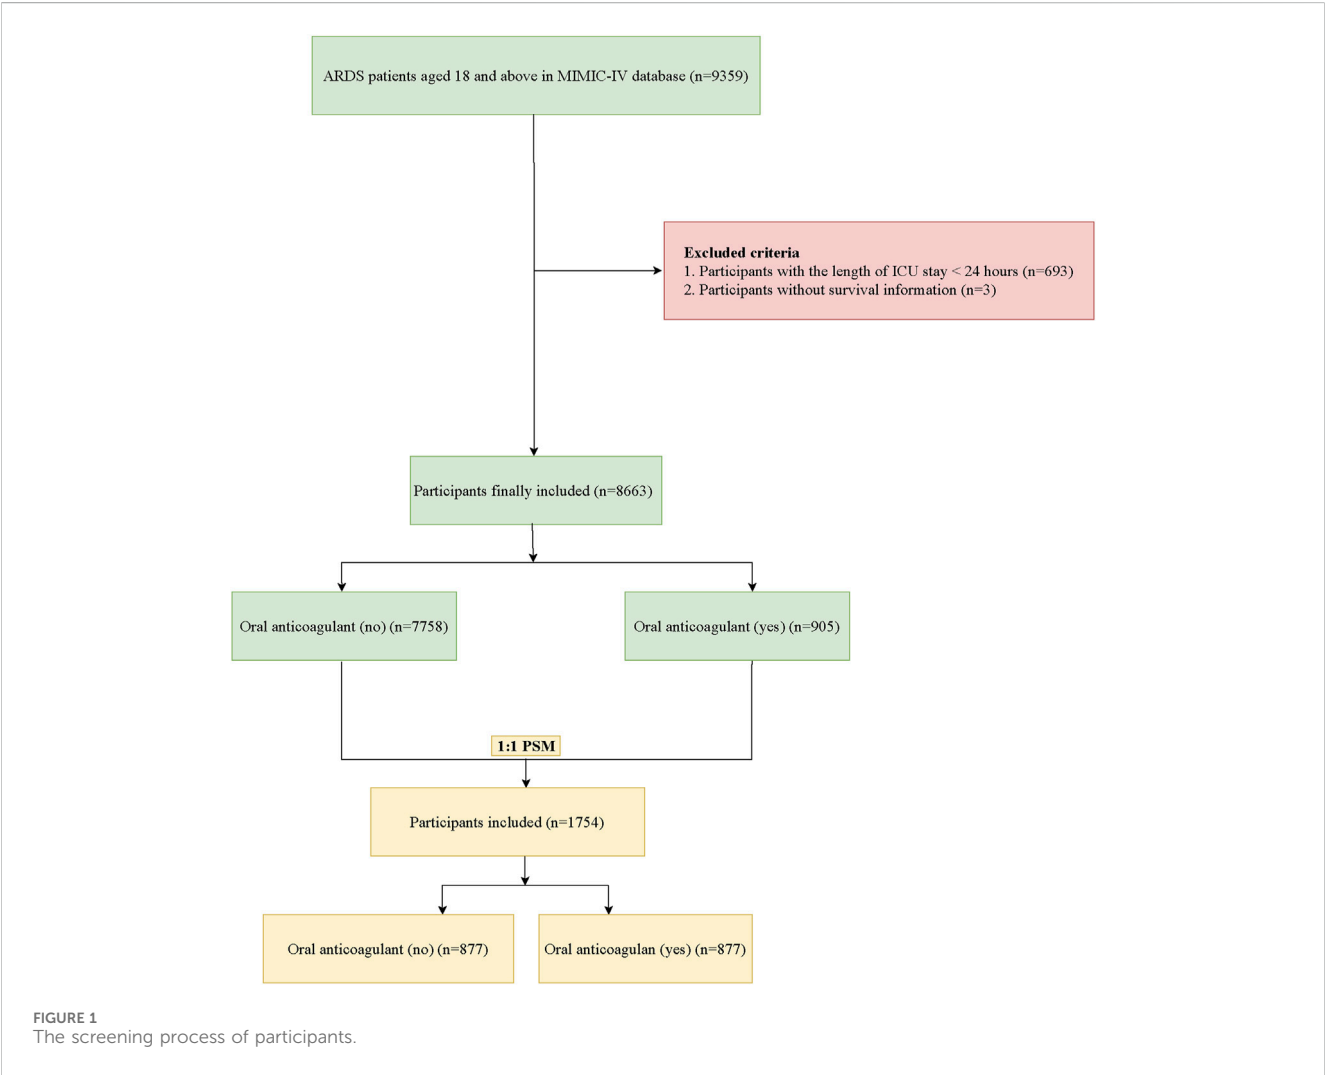 ARDS patients aged 18 and above in MIMIC-IV database (n=9359)
Excluded criteria
1. Participants with the length of ICU stay < 24 hours (n=693)
2. Participants without survival information (n=3)
Participants finally included (n=8663)
Oral anticoagulant (no) (n=7758)
Oral anticoagulant (yes) (n=905)
1:1 PSM
Participants included (n=1754)
Oral anticoagulant (no) (n=877)
Oral anticoagulan (yes) (n=877)
FIGURE 1
The screening process of participants.